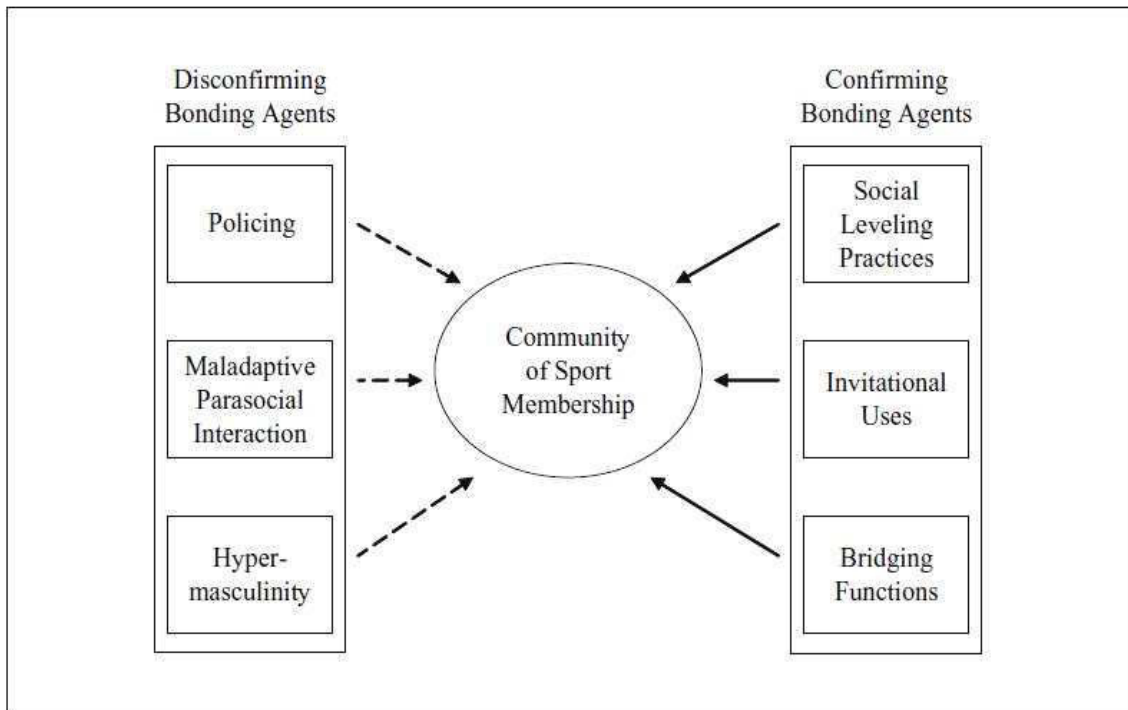 Disconfirming
Bonding Agents
Policing
Maladaptive
Parasocial
Interaction
Hyper-
masculinity
Community
of Sport
Membership
Confirming
Bonding Agents
Social
Leveling
Practices
Invitational
Uses
Bridging
Functions